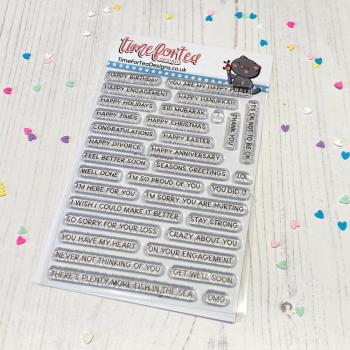 timefortea
designs
TimeForTeaDesigns.co.uk
HAPPY BIRTHDAY
YOU ARE MY HAPPY PLACE
HAPPY ENGAGEMENT
HAPPY HANUKKAH
HAPPY HOLIDAYS
EID MUBARAK
HAPPY TIMES
HAPPY CHRISTMAS
CONGRATULATIONS
HAPPY EASTER
HAPPY DIVORCE
HAPPY ANNIVERSARY
THANK YOU
IT'S OK NOT TO BE OK
FEEL BETTER SOON
SEASONS GREETINGS
LOL
WELL DONE
I'M SO PROUD OF YOU
YOU DID IT
I'M HERE FOR YOU
I'M SORRY YOU ARE HURTING
I WISH I COULD MAKE IT BETTER
STAY STRONG
SO SORRY FOR YOUR LOSS
CRAZY ABOUT YOU
YOU HAVE MY HEART
ON YOUR ENGAGEMENT
NEVER NOT THINKING OF YOU
GET WELL SOON
THERE'S PLENTY MORE FISH IN THE SEA
OMG